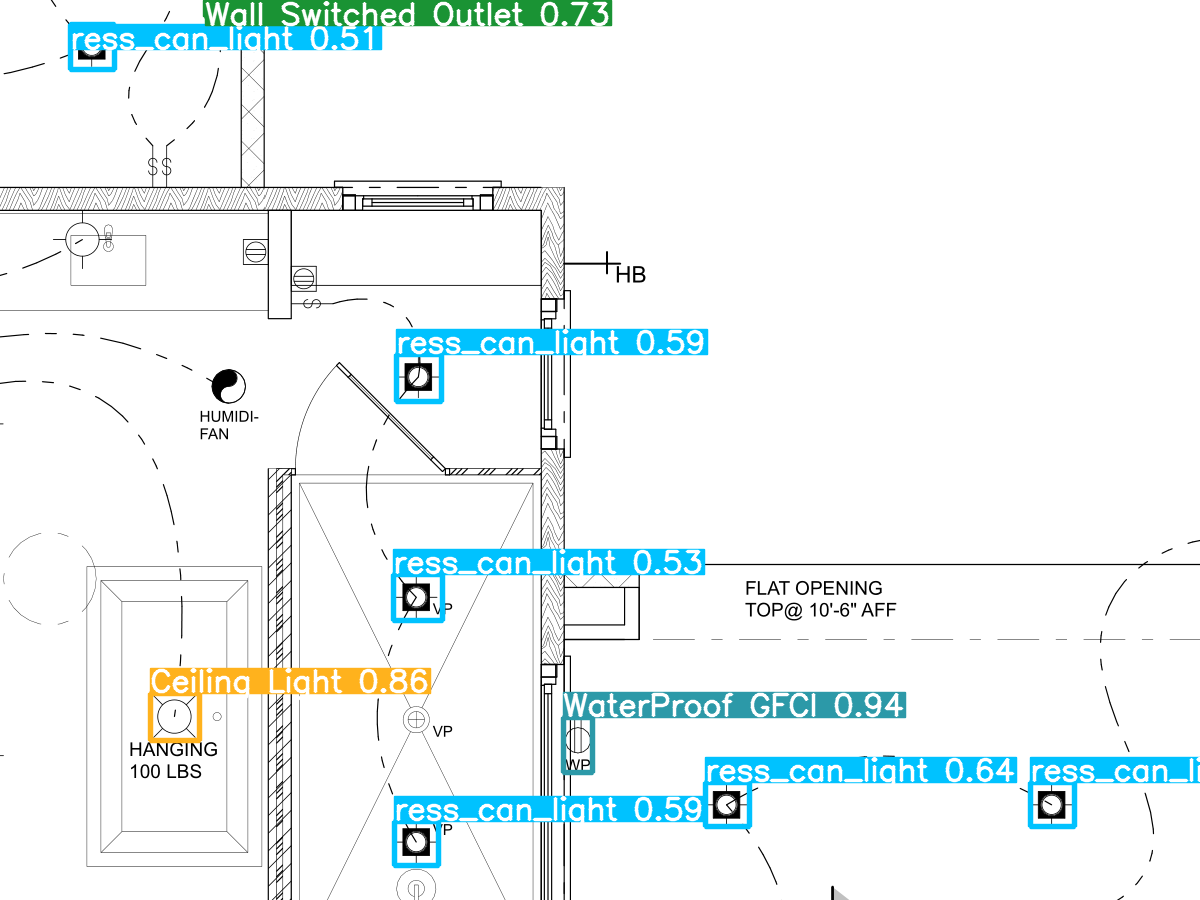 Wall Switched Outlet 0.73
ress_can_light 0.51
SS
HB
S
ress_can_light 0.59
HUMIDI-
FAN
ress_can_light 0.53
VP
FLAT OPENING
TOP@ 10'-6" AFF
Ceiling Light 0.86
WaterProof GFCI 0.94
VP
HANGING
100 LBS
WP
ress_can_light 0.64
ress_can_li
ress_can_light 0.59
VP